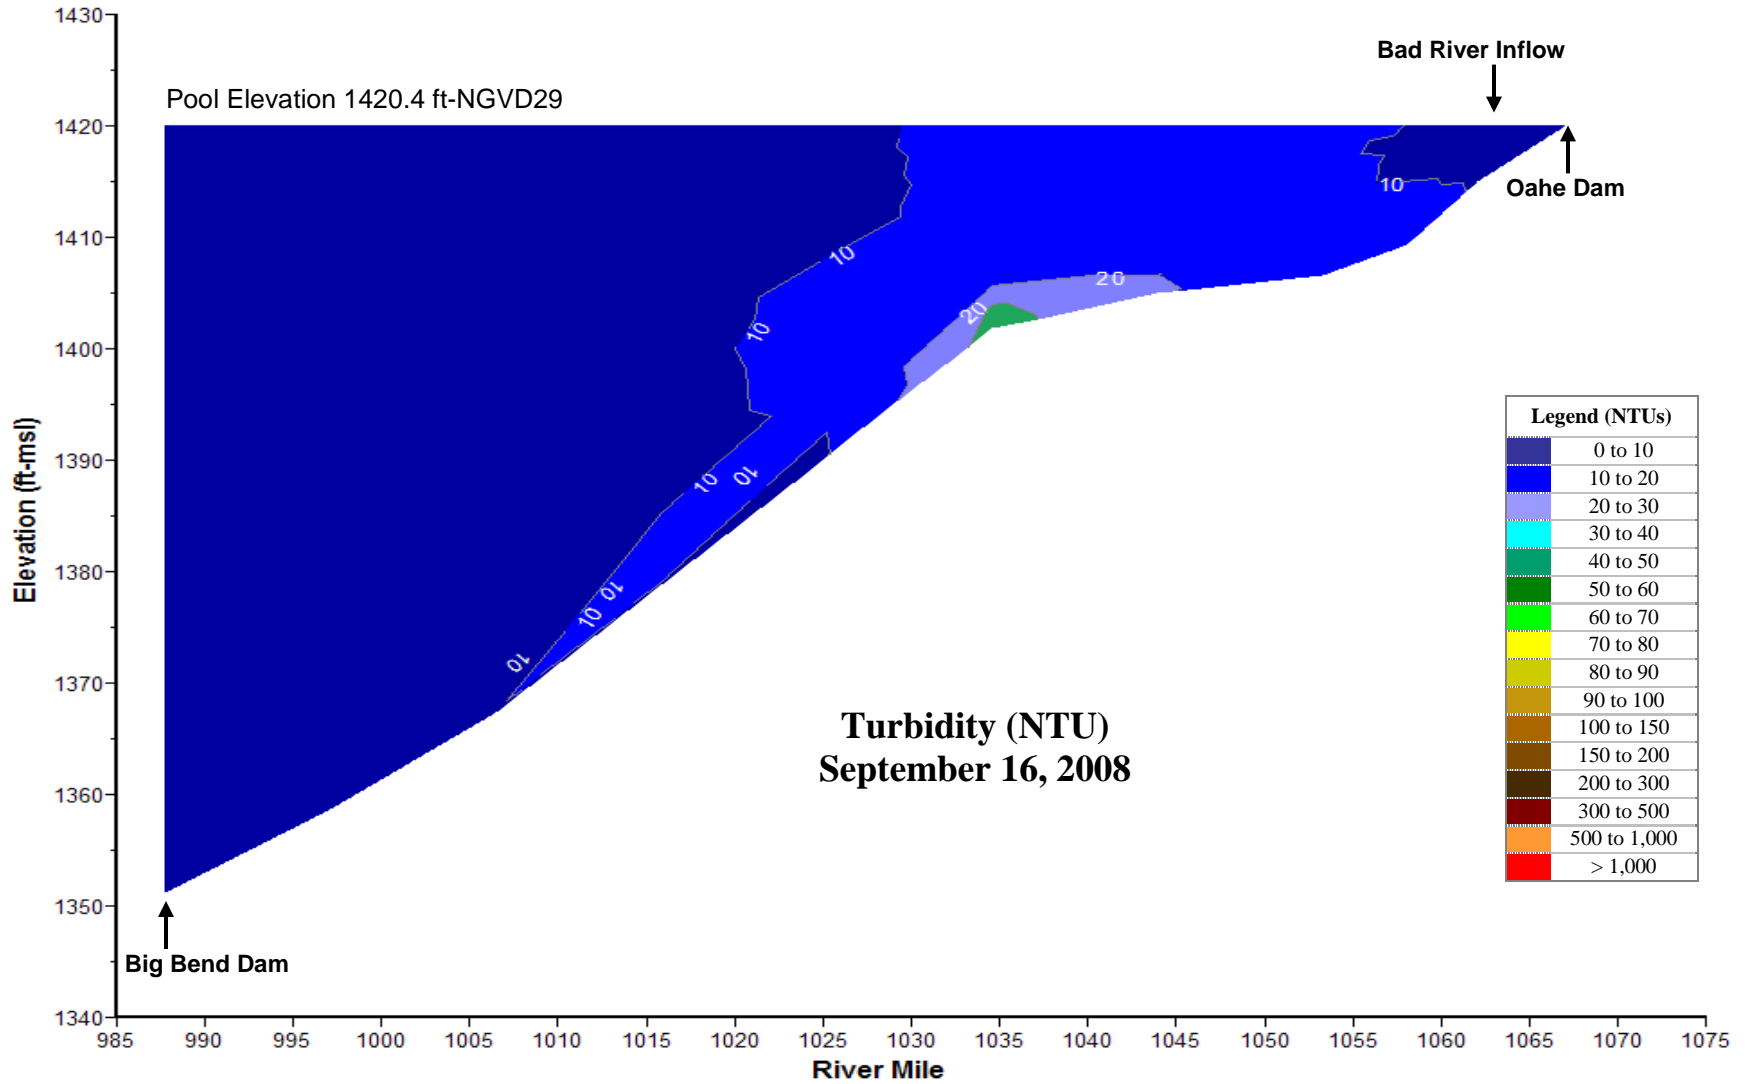 1430
Bad River Inflow
Pool Elevation 1420.4 ft-NGVD29
1420
10
Oahe Dam
1410
10
20
20
10
1400
Elevation (ft-msl)
Legend (NTUs)
0 to 10
10 to 20
20 to 30
30 to 40
40 to 50
50 to 60
60 to 70
70 to 80
80 to 90
90 to 100
100 to 150
150 to 200
200 to 300
300 to 500
500 to 1,000
> 1,000
1390
10
10
1380
10
10
10
1370
Turbidity (NTU)
September 16, 2008
1360
1350
Big Bend Dam
1340
985 990 995 1000 1005 1010 1015 1020 1025 1030 1035 1040 1045 1050 1055 1060 1065 1070 1075
River Mile